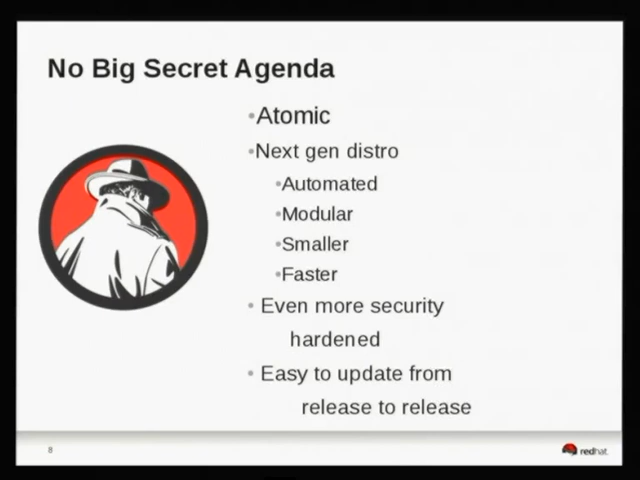 No Big Secret Agenda
•Atomic
•Next gen distro
•Automated
•Modular
•Smaller
•Faster
• Even more security
hardened
• Easy to update from
release to release
8
redhat.